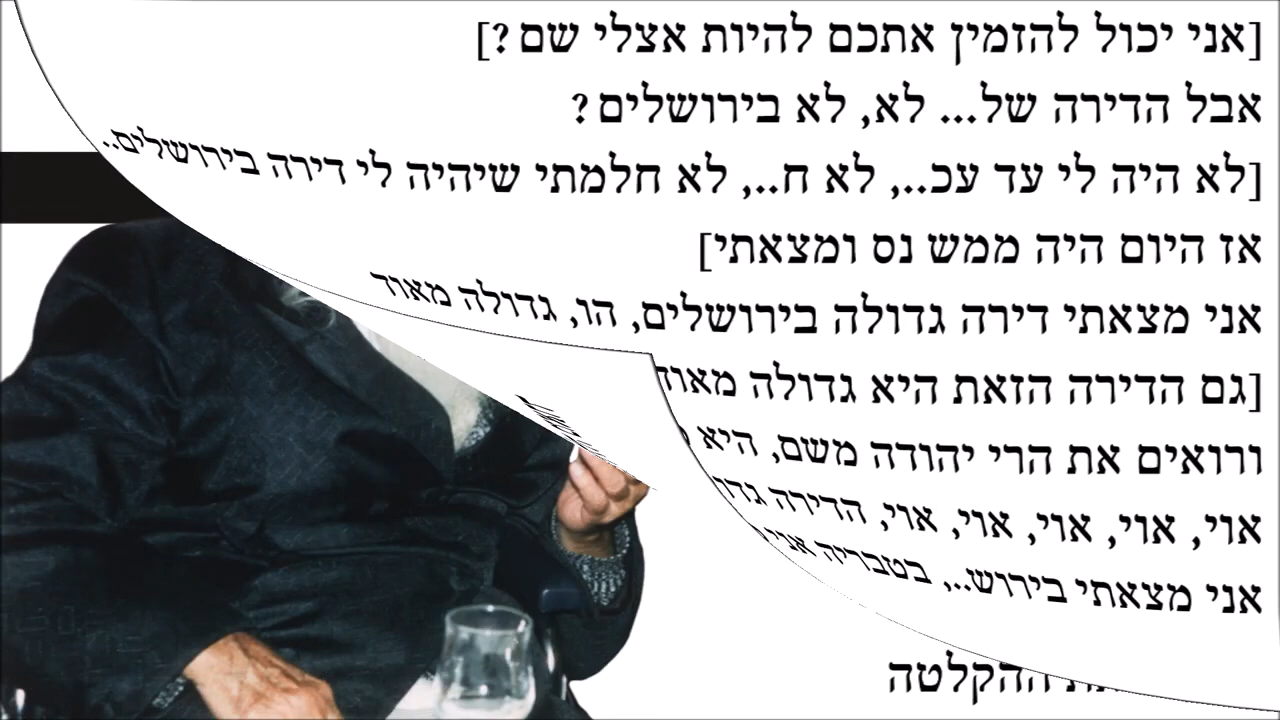 [אני יכול להזמין אתכם להיות אצלי שם?]
אבל הדירה של... לא, לא בירושלים?
[לא היה לי עד עכ.., לא ח.., לא חלמתי שיהיה לי דירה בירושלים..
אז היום היה ממש נס ומצאתי]
אני מצאתי דירה גדולה בירושלים, הו, גדולה מאוד
[גם הדירה הזאת היא גדולה מאוד
ורואים את הרי יהודה משם, היא
אוי, אוי, אוי, אוי, אוי, הדירה
אני מצאתי בירוש.., בטבריה
ההקלטה